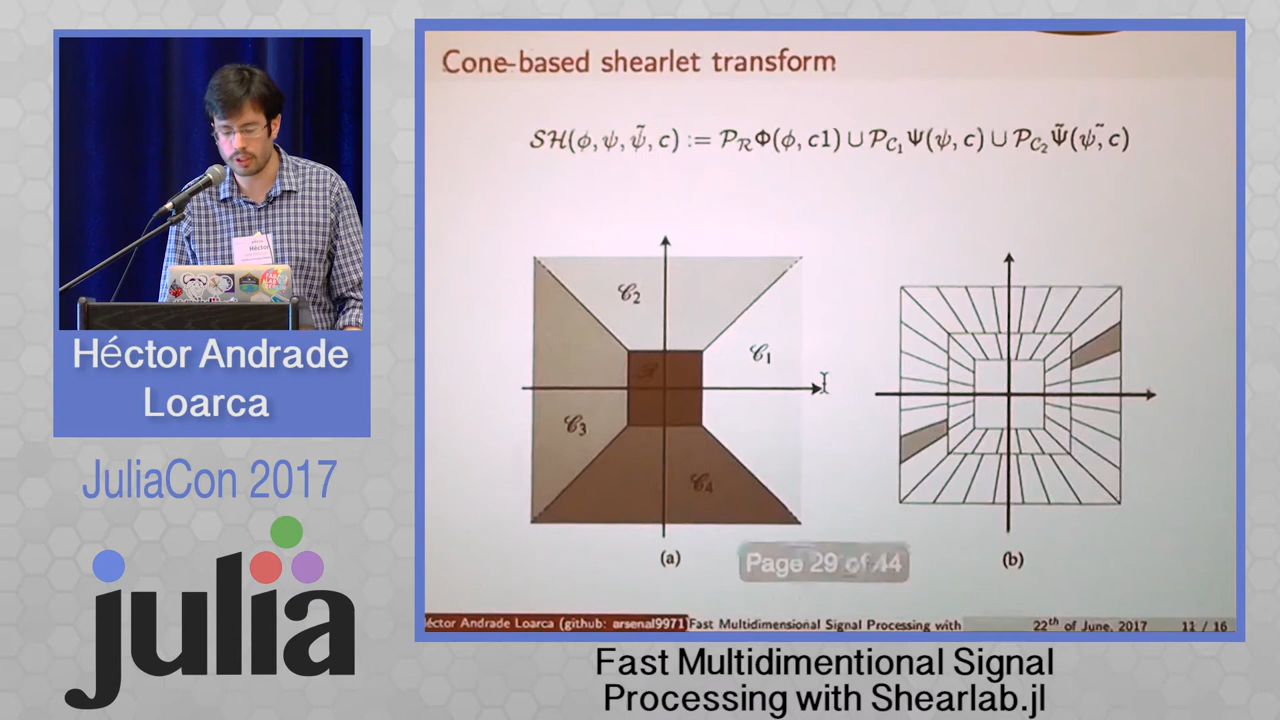 Cone-based shearlet transform
𝒮ℋ(ϕ, ψ, ψ̃, c) := 𝒫_ℛ Φ(ϕ, c1) ∪ 𝒫_𝒞₁ Ψ(ψ, c) ∪ 𝒫_𝒞₂ Ψ̃(ψ,̃ c)
𝒞₂
𝒞₁
ℛ
𝒞₃
𝒞₄
(a)
(b)
Page 29 of 44
éctor Andrade Loarca (github: arsenal9971) Fast Multidimensional Signal Processing with 22th of June, 2017 11 / 16
Héctor
Héctor Andrade
Loarca
JuliaCon 2017
julia
Fast Multidimentional Signal
Processing with Shearlab.jl